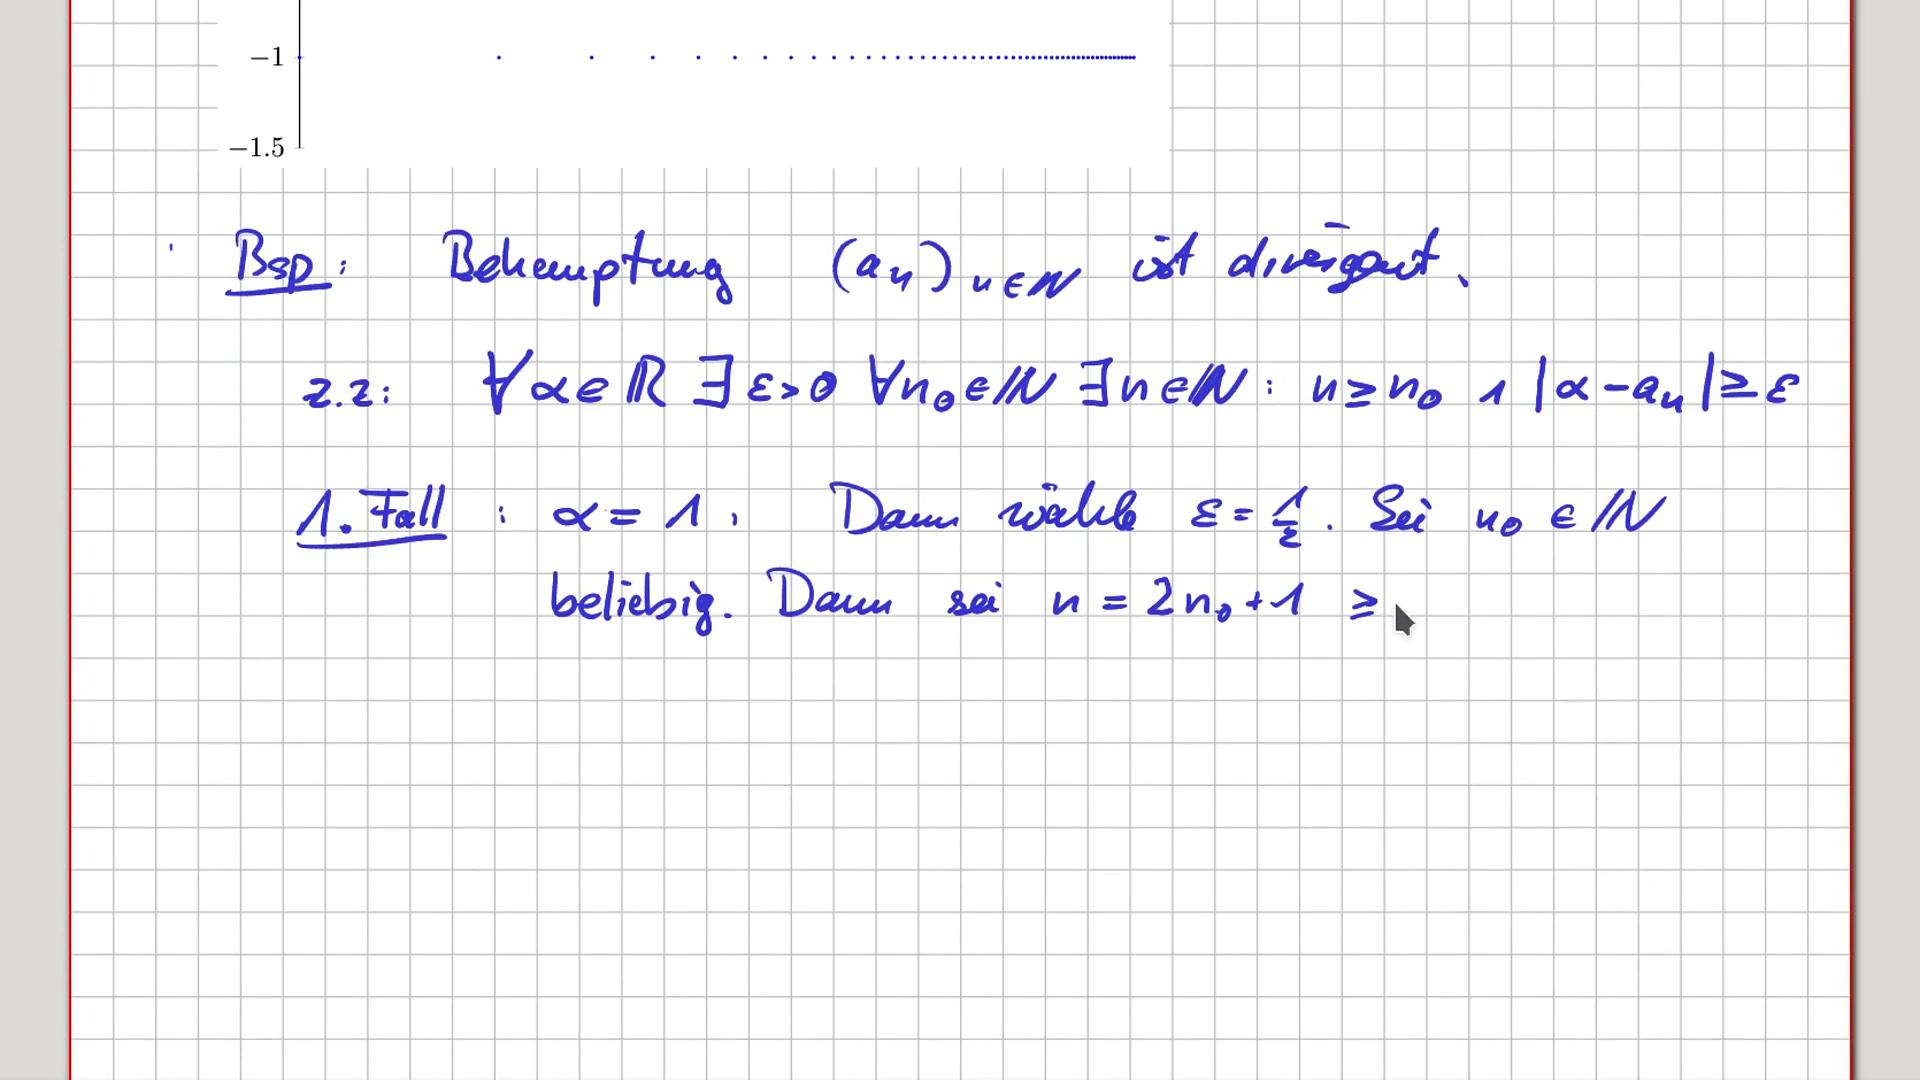 −1
−1.5
Bsp: Behauptung (aₙ)ₙ∈ℕ ist divergent.
z.z: ∀α∈ℝ ∃ε>0 ∀n₀∈ℕ ∃n∈ℕ: n≥n₀ ∧ |α-aₙ|≥ε
1. Fall: α=1. Dann wähle ε=1/2. Sei n₀ ∈ ℕ
beliebig. Dann sei n = 2n₀+1 ≥